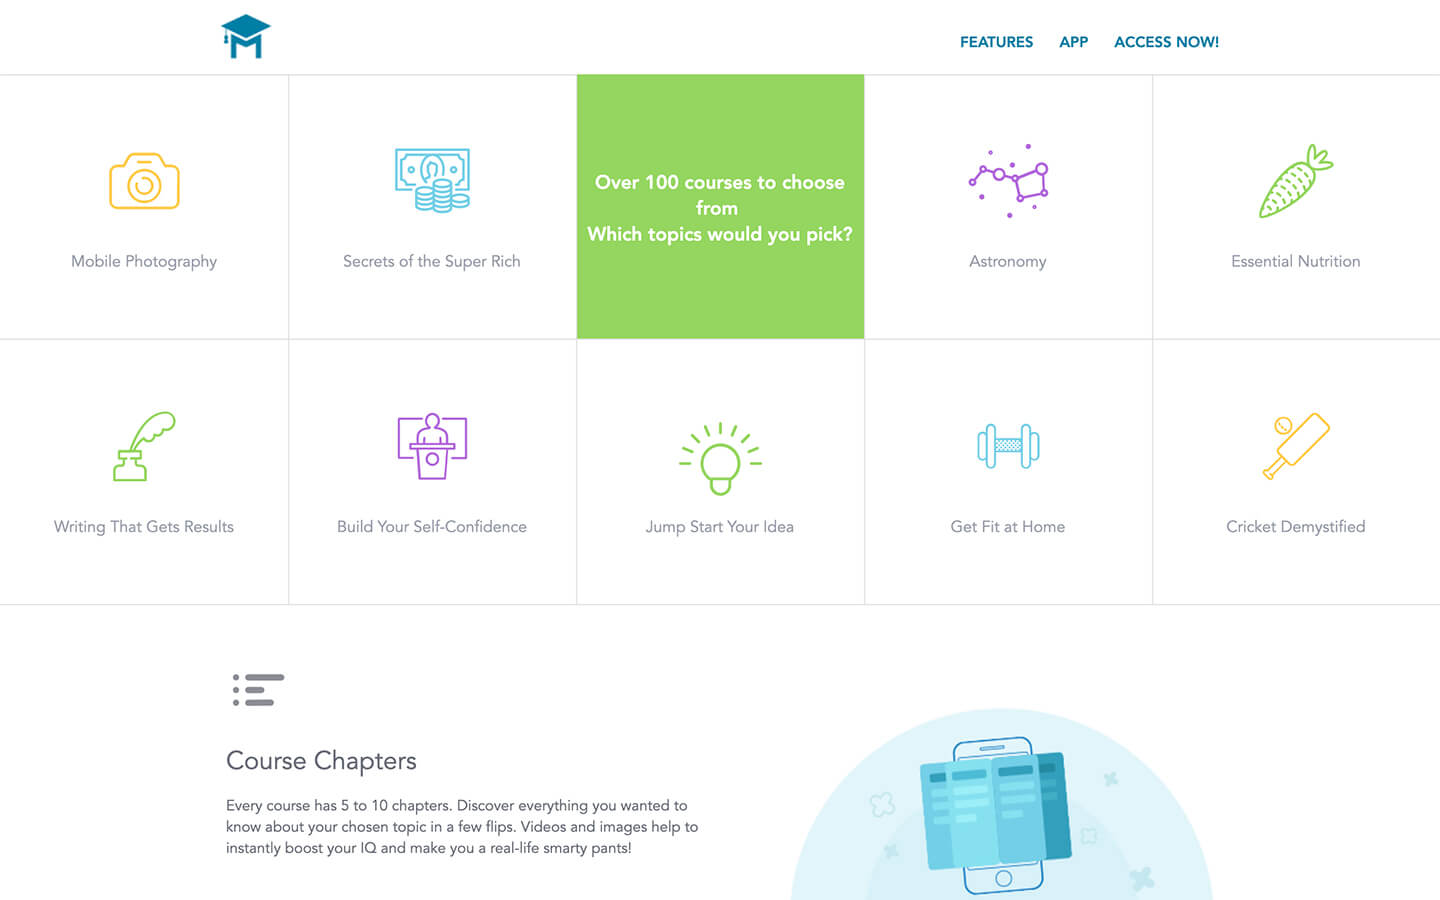 FEATURES
APP
ACCESS NOW!
Mobile Photography
Secrets of the Super Rich
Over 100 courses to choose
from
Which topics would you pick?
Astronomy
Essential Nutrition
Writing That Gets Results
Build Your Self-Confidence
Jump Start Your Idea
Get Fit at Home
Cricket Demystified
Course Chapters
Every course has 5 to 10 chapters. Discover everything you wanted to
know about your chosen topic in a few flips. Videos and images help to
instantly boost your IQ and make you a real-life smarty pants!